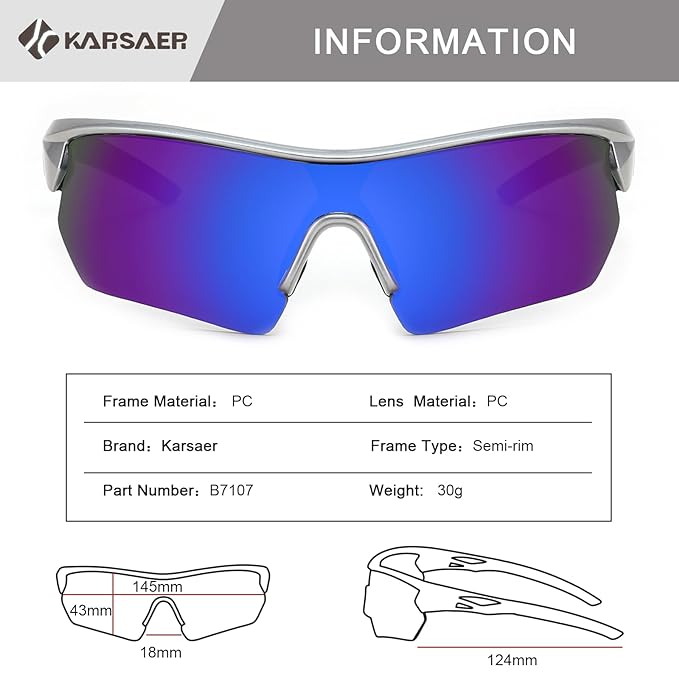 KARSAER
INFORMATION
Frame Material: PC
Lens Material: PC
Brand: Karsaer
Frame Type: Semi-rim
Part Number: B7107
Weight: 30g
145mm
43mm
18mm
124mm